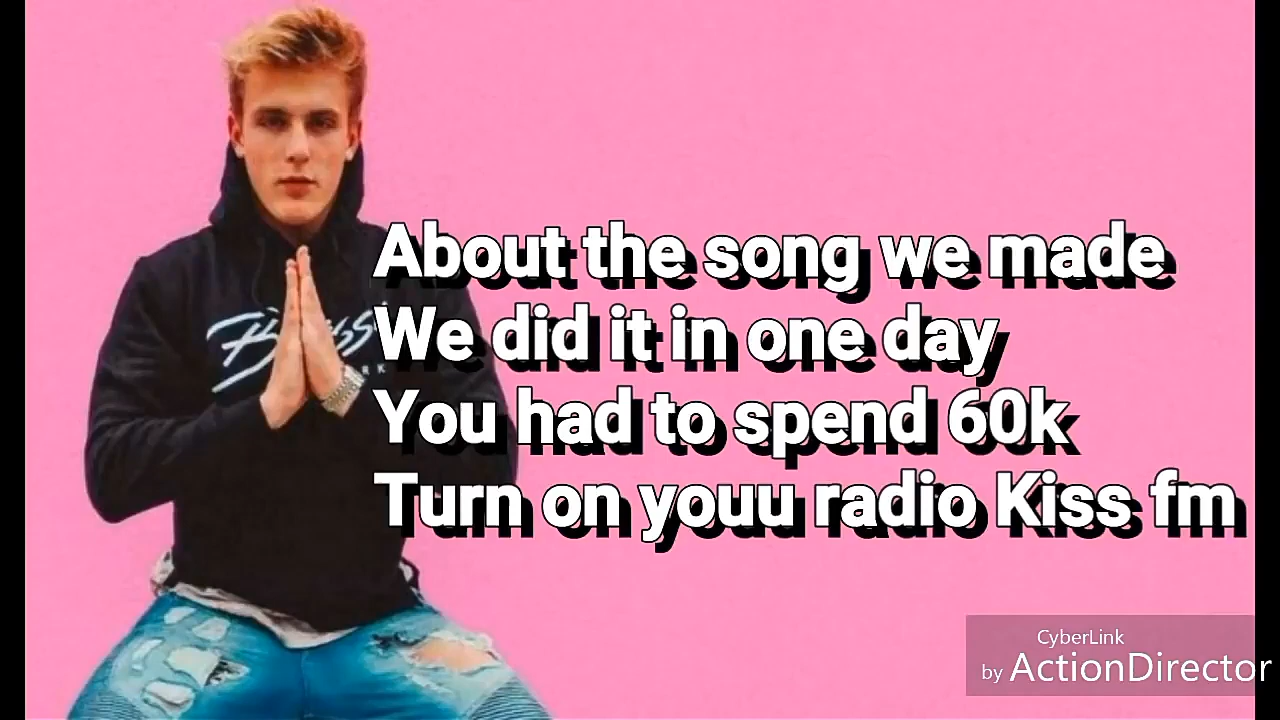 About the song we made
We did it in one day
You had to spend 60k
Turn on youu radio Kiss fm
CyberLink
by ActionDirector